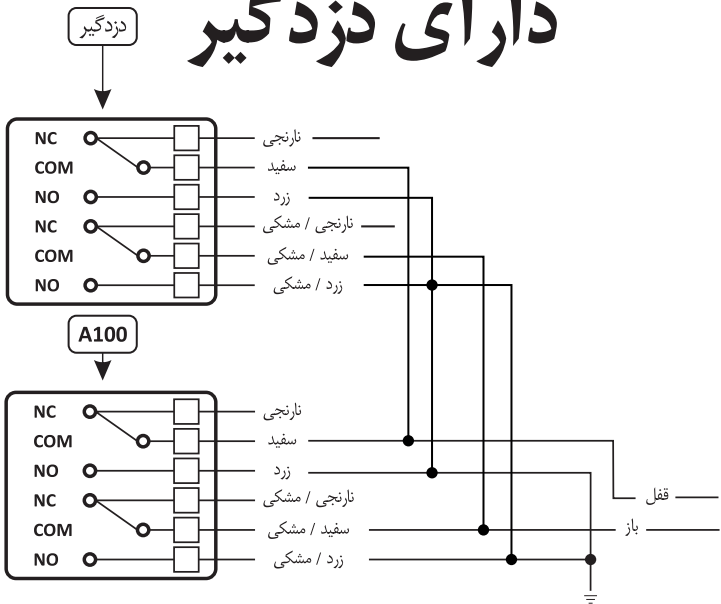 دارای دزدگیر
دزدگیر
NC نارنجی
COM سفید
NO زرد
NC نارنجی / مشکی
COM سفید / مشکی
NO زرد / مشکی
A100
NC نارنجی
COM سفید
NO زرد
NC نارنجی / مشکی
COM سفید / مشکی
NO زرد / مشکی
قفل
باز